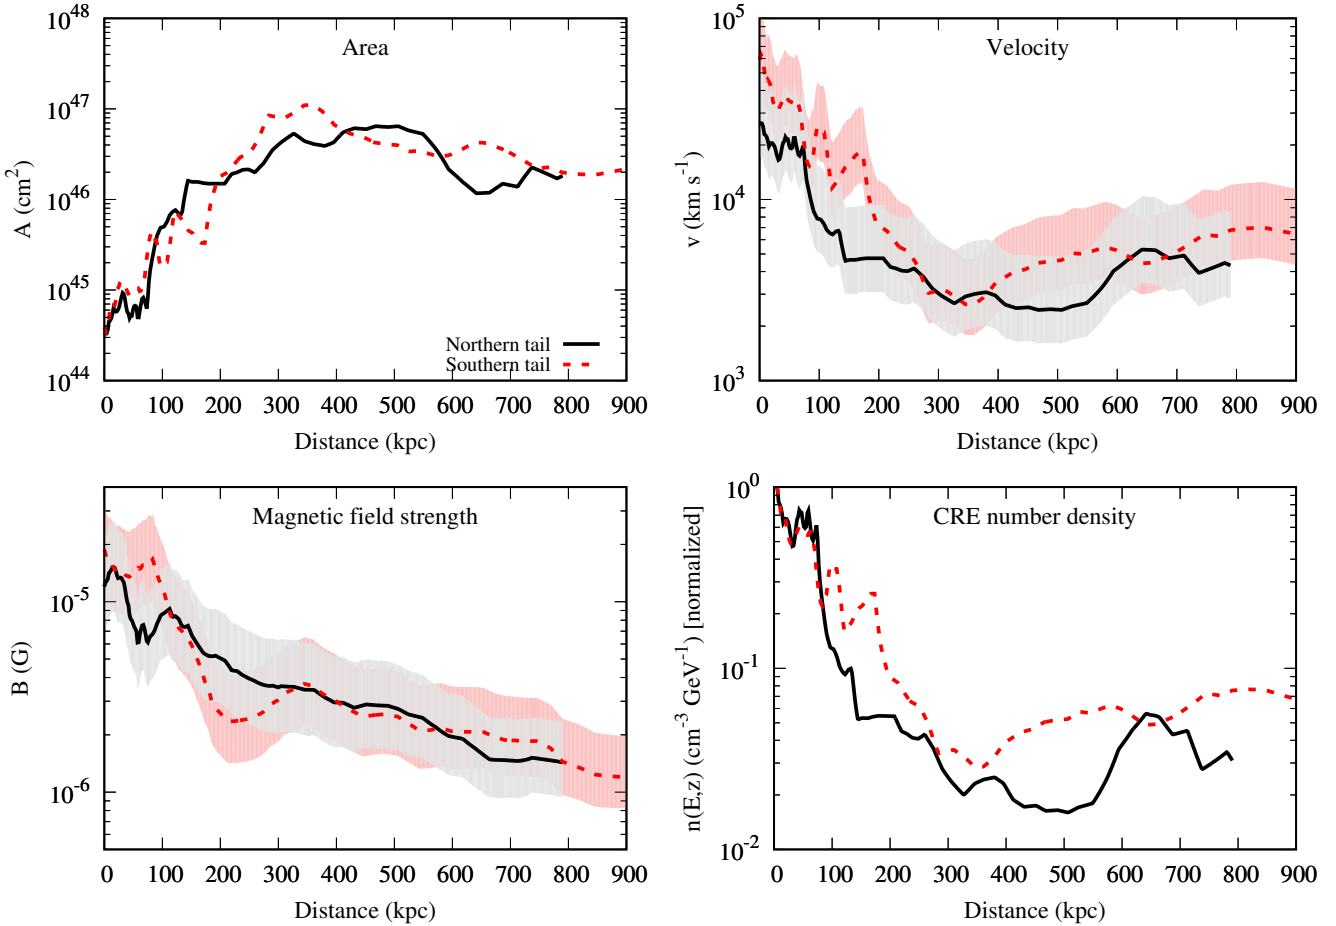 10^48
10^47
10^46
10^45
10^44
A (cm^2)
Area
Northern tail
Southern tail
0 100 200 300 400 500 600 700 800 900
Distance (kpc)
10^5
10^4
10^3
v (km s^-1)
Velocity
0 100 200 300 400 500 600 700 800 900
Distance (kpc)
10^-5
10^-6
B (G)
Magnetic field strength
0 100 200 300 400 500 600 700 800 900
Distance (kpc)
10^0
10^-1
10^-2
n(E,z) (cm^-3 GeV^-1) [normalized]
CRE number density
0 100 200 300 400 500 600 700 800 900
Distance (kpc)